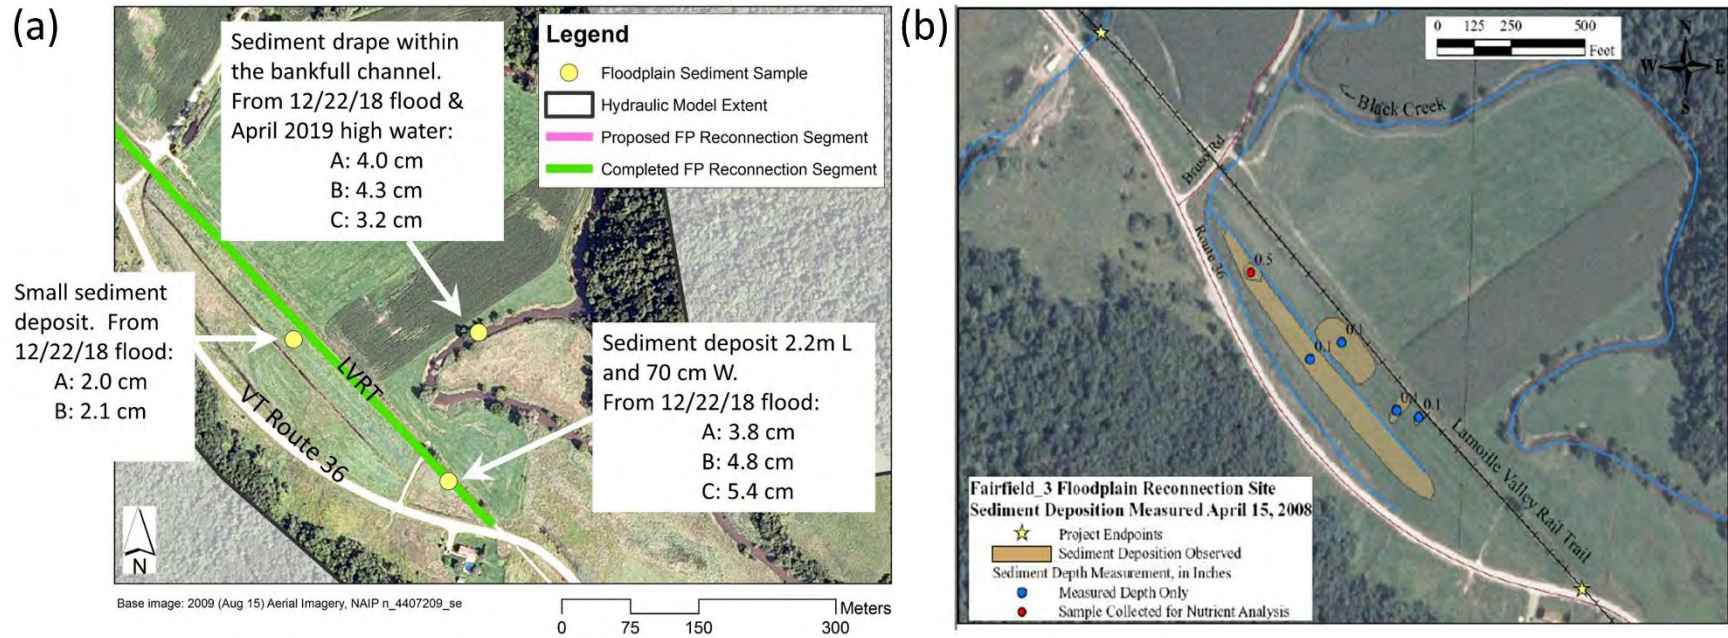 (a)
Sediment drape within
the bankfull channel.
From 12/22/18 flood &
April 2019 high water:
A: 4.0 cm
B: 4.3 cm
C: 3.2 cm
Legend
Floodplain Sediment Sample
Hydraulic Model Extent
Proposed FP Reconnection Segment
Completed FP Reconnection Segment
Small sediment
deposit. From
12/22/18 flood:
A: 2.0 cm
B: 2.1 cm
Sediment deposit 2.2m L
and 70 cm W.
From 12/22/18 flood:
A: 3.8 cm
B: 4.8 cm
C: 5.4 cm
LVRT
VT Route 36
N
Base image: 2009 (Aug 15) Aerial Imagery, NAIP n_4407209_se
Meters
0 75 150 300
(b)
0 125 250 500
Feet
N
W E
S
Black Creek
Bruso Rd
Route 36
0.5
0.1
0.1
0.1
0.1
Lamoille Valley Rail Trail
Fairfield_3 Floodplain Reconnection Site
Sediment Deposition Measured April 15, 2008
Project Endpoints
Sediment Deposition Observed
Sediment Depth Measurement, in Inches
Measured Depth Only
Sample Collected for Nutrient Analysis